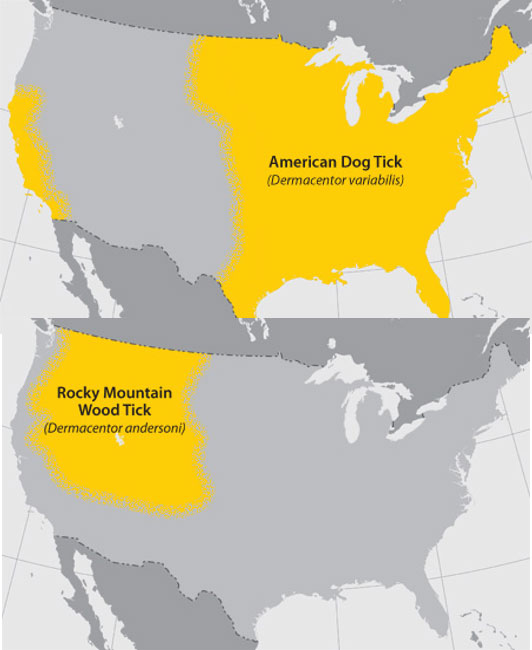 American Dog Tick
(Dermacentor variabilis)
Rocky Mountain
Wood Tick
(Dermacentor andersoni)